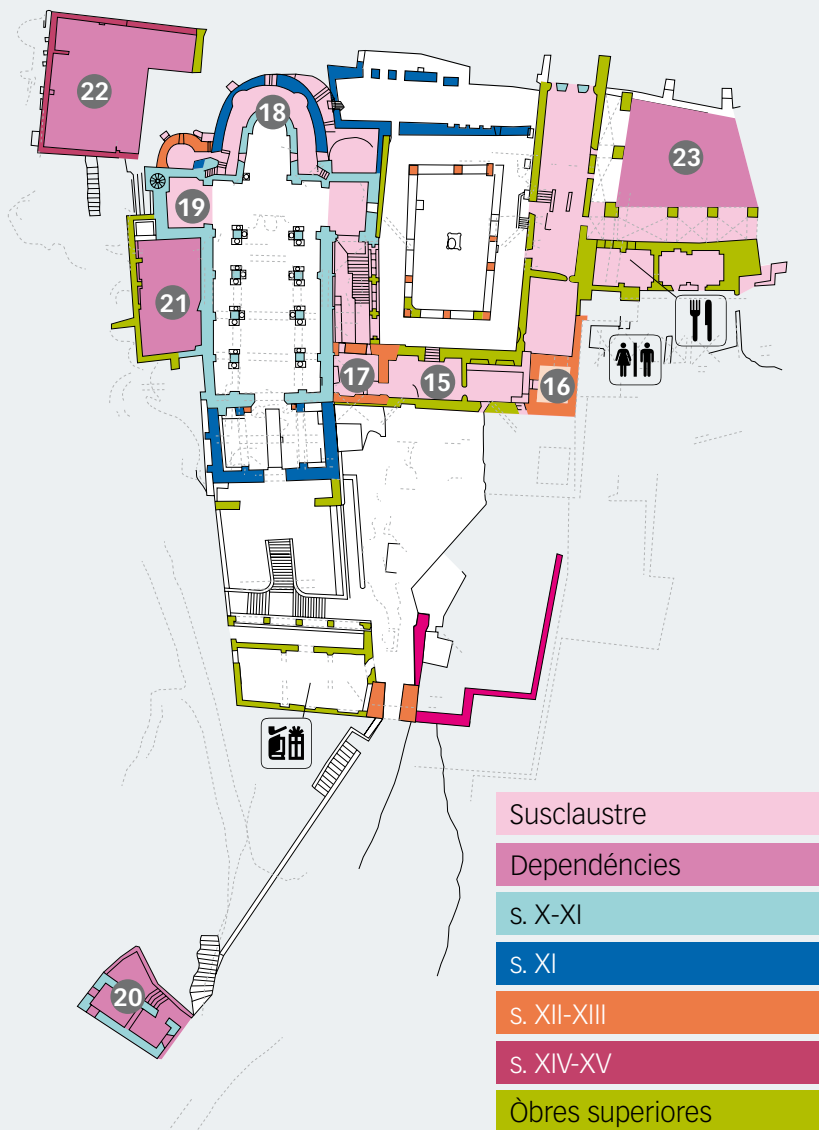 22
18
23
19
21
17
15
16
20
Susclaustre
Dependéncies
s. X-XI
s. XI
s. XII-XIII
s. XIV-XV
Òbres superiores